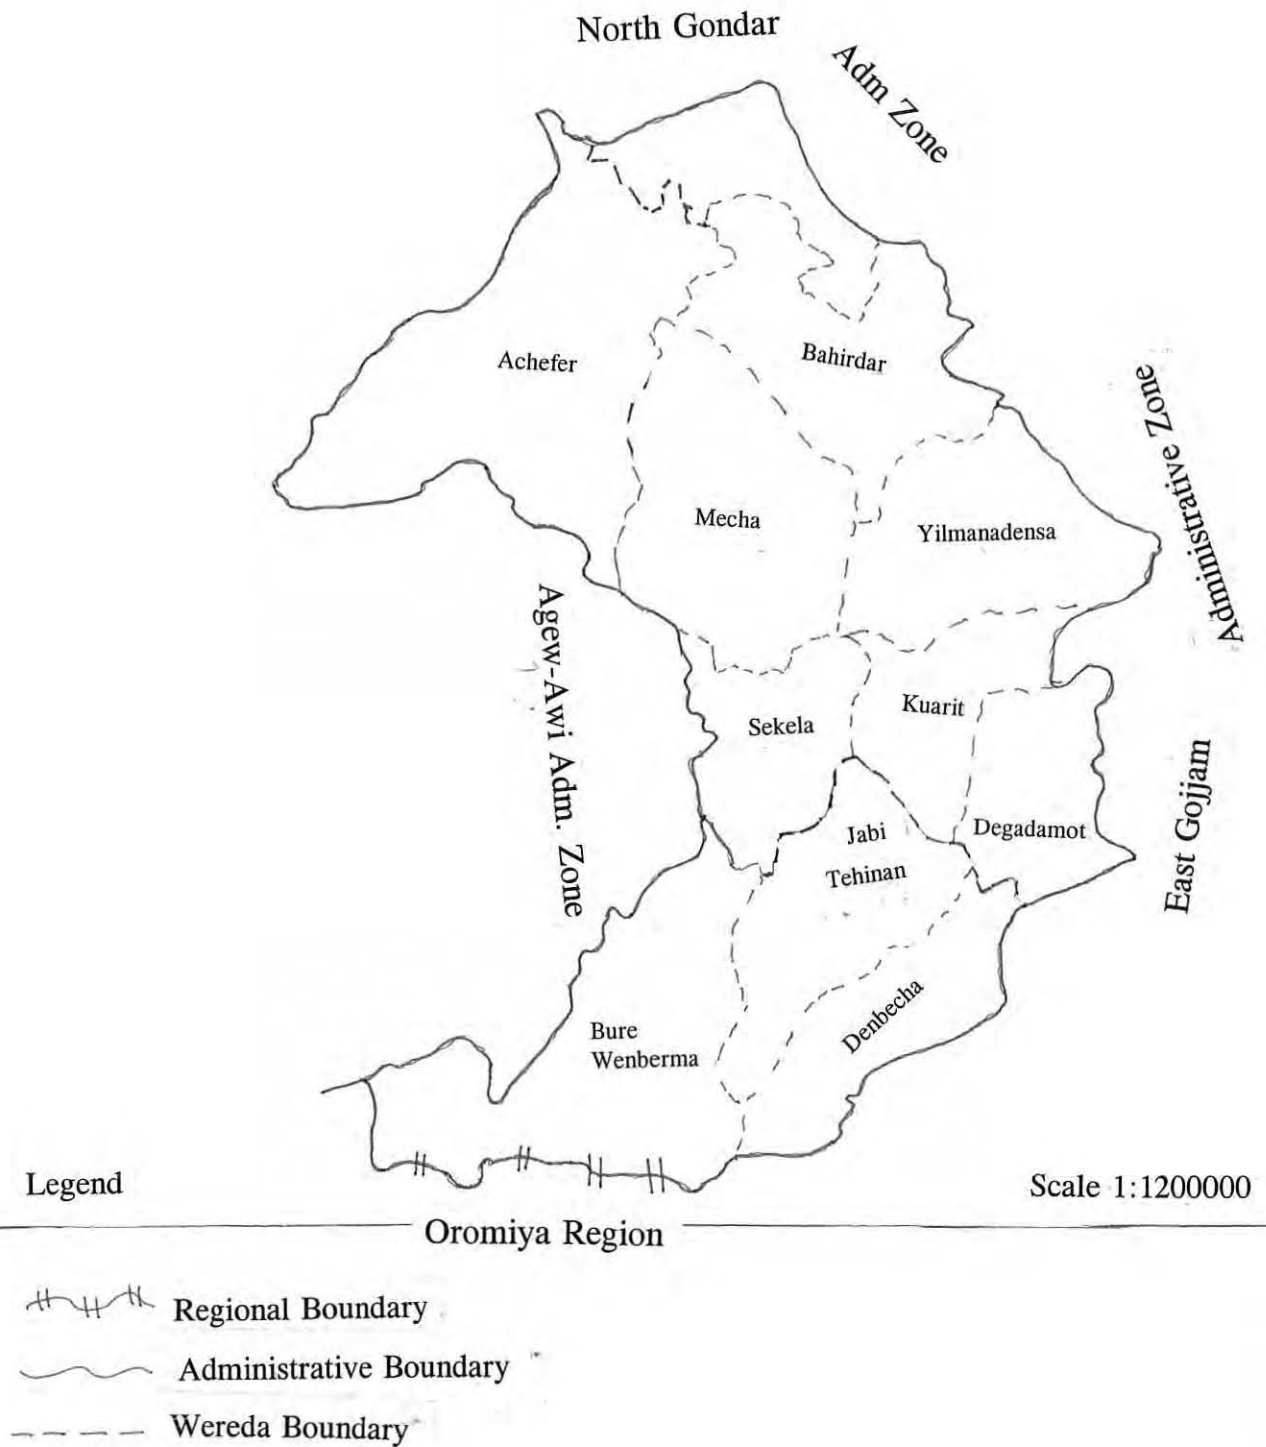 North Gondar
Adm Zone
Achefer
Bahirdar
Administrative Zone
Mecha
Yilmanadensa
Agew-Awi Adm. Zone
Sekela
Kuarit
East Gojjam
Jabi
Tehinan
Degadamot
Denbecha
Bure
Wenberma
Legend
Scale 1:1200000
Oromiya Region
Regional Boundary
Administrative Boundary
Wereda Boundary